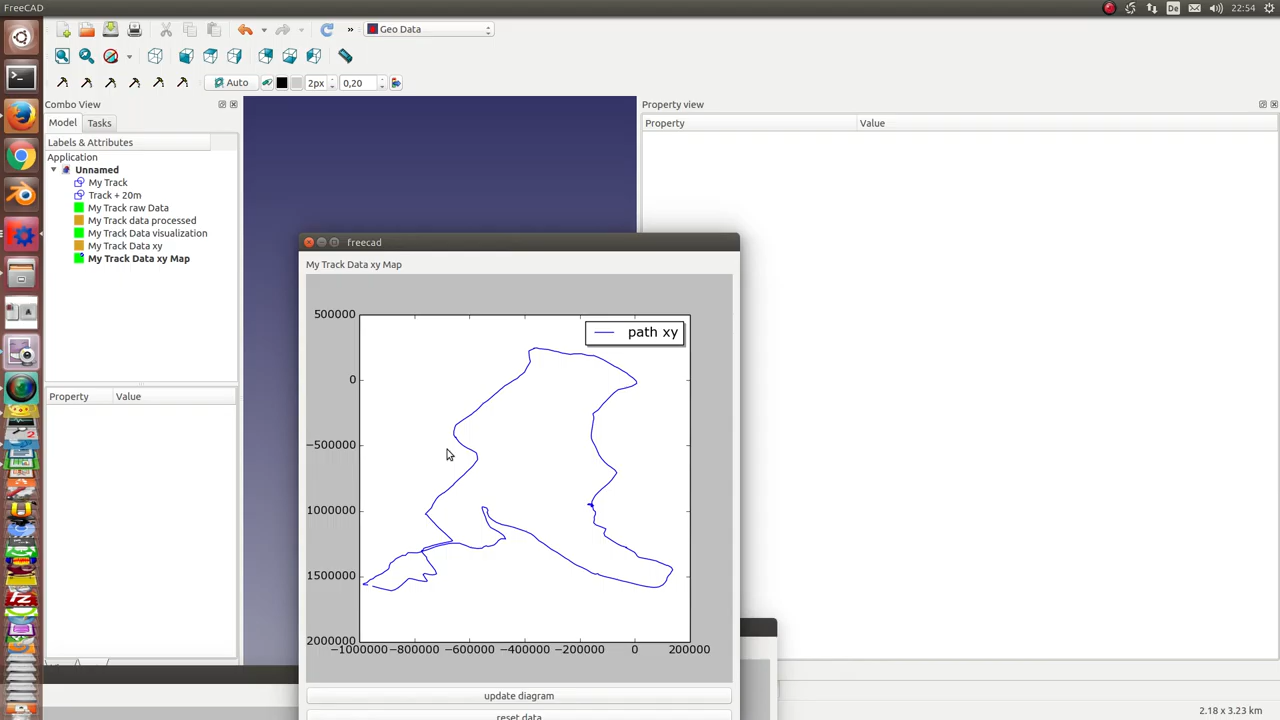 FreeCAD
De
22:54
Geo Data
Auto
2px
0,20
Combo View
Property view
Model
Tasks
Property
Value
Labels & Attributes
Application
Unnamed
My Track
Track + 20m
My Track raw Data
My Track data processed
My Track Data visualization
My Track Data xy
My Track Data xy Map
freecad
My Track Data xy Map
500000
path xy
0
Property
Value
−500000
1000000
1500000
2000000
−1000000
−800000
−600000
−400000
−200000
0
200000
update diagram
reset data
2.18 x 3.23 km